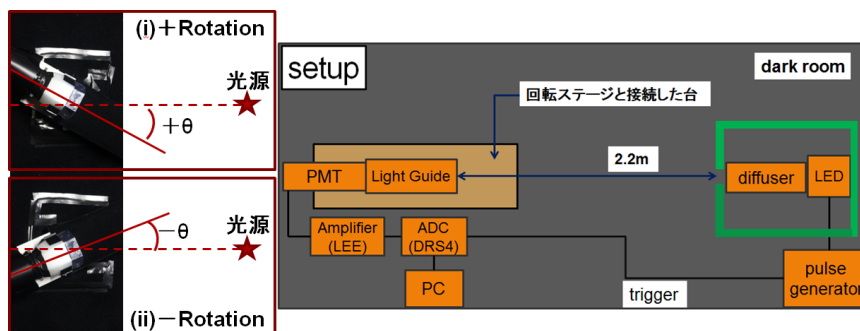 (i)＋Rotation
光源
＋θ
－θ
光源
(ii)－Rotation
setup
dark room
回転ステージと接続した台
2.2m
PMT
Light Guide
diffuser
LED
Amplifier
(LEE)
ADC
(DRS4)
PC
trigger
pulse
generator